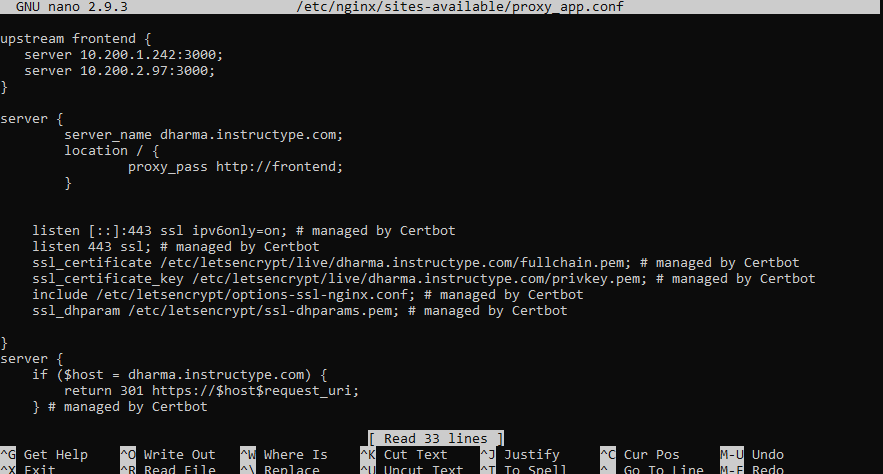 GNU nano 2.9.3 /etc/nginx/sites-available/proxy_app.conf
upstream frontend {
server 10.200.1.242:3000;
server 10.200.2.97:3000;
}
server {
server_name dharma.instructype.com;
location / {
proxy_pass http://frontend;
}
listen [::]:443 ssl ipv6only=on; # managed by Certbot
listen 443 ssl; # managed by Certbot
ssl_certificate /etc/letsencrypt/live/dharma.instructype.com/fullchain.pem; # managed by Certbot
ssl_certificate_key /etc/letsencrypt/live/dharma.instructype.com/privkey.pem; # managed by Certbot
include /etc/letsencrypt/options-ssl-nginx.conf; # managed by Certbot
ssl_dhparam /etc/letsencrypt/ssl-dhparams.pem; # managed by Certbot
}
server {
if ($host = dharma.instructype.com) {
return 301 https://$host$request_uri;
} # managed by Certbot
[ Read 33 lines ]
^G Get Help ^O Write Out ^W Where Is ^K Cut Text ^J Justify ^C Cur Pos M-U Undo
^X Exit ^R Read File ^\ Replace ^U Uncut Text ^T To Spell ^_ Go To Line M-E Redo